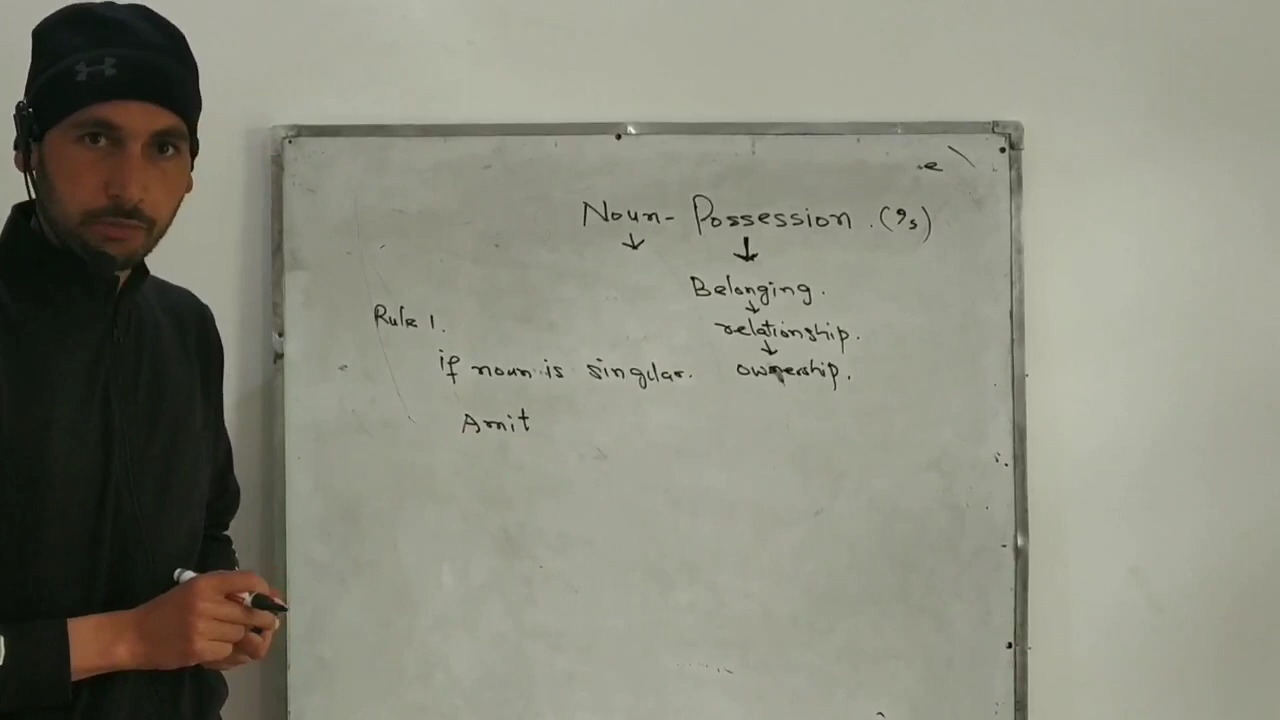 e
Noun- Possession. ('s)
Belonging.
relationship.
ownership.
Rule 1.
if noun is singular.
Amit